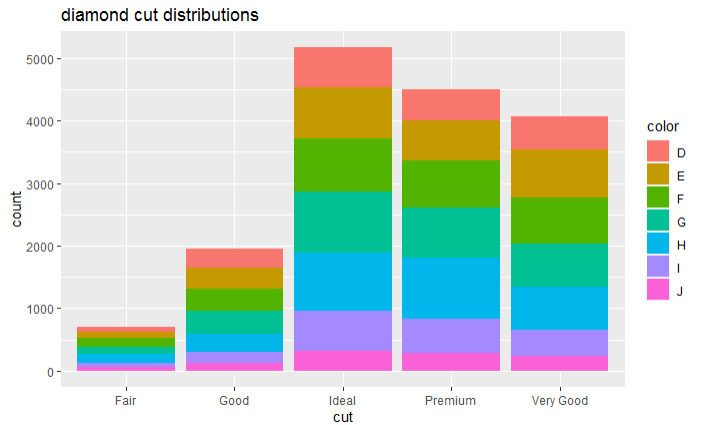 diamond cut distributions
5000
4000
3000
2000
1000
0
count
Fair Good Ideal Premium Very Good
cut
color
D
E
F
G
H
I
J